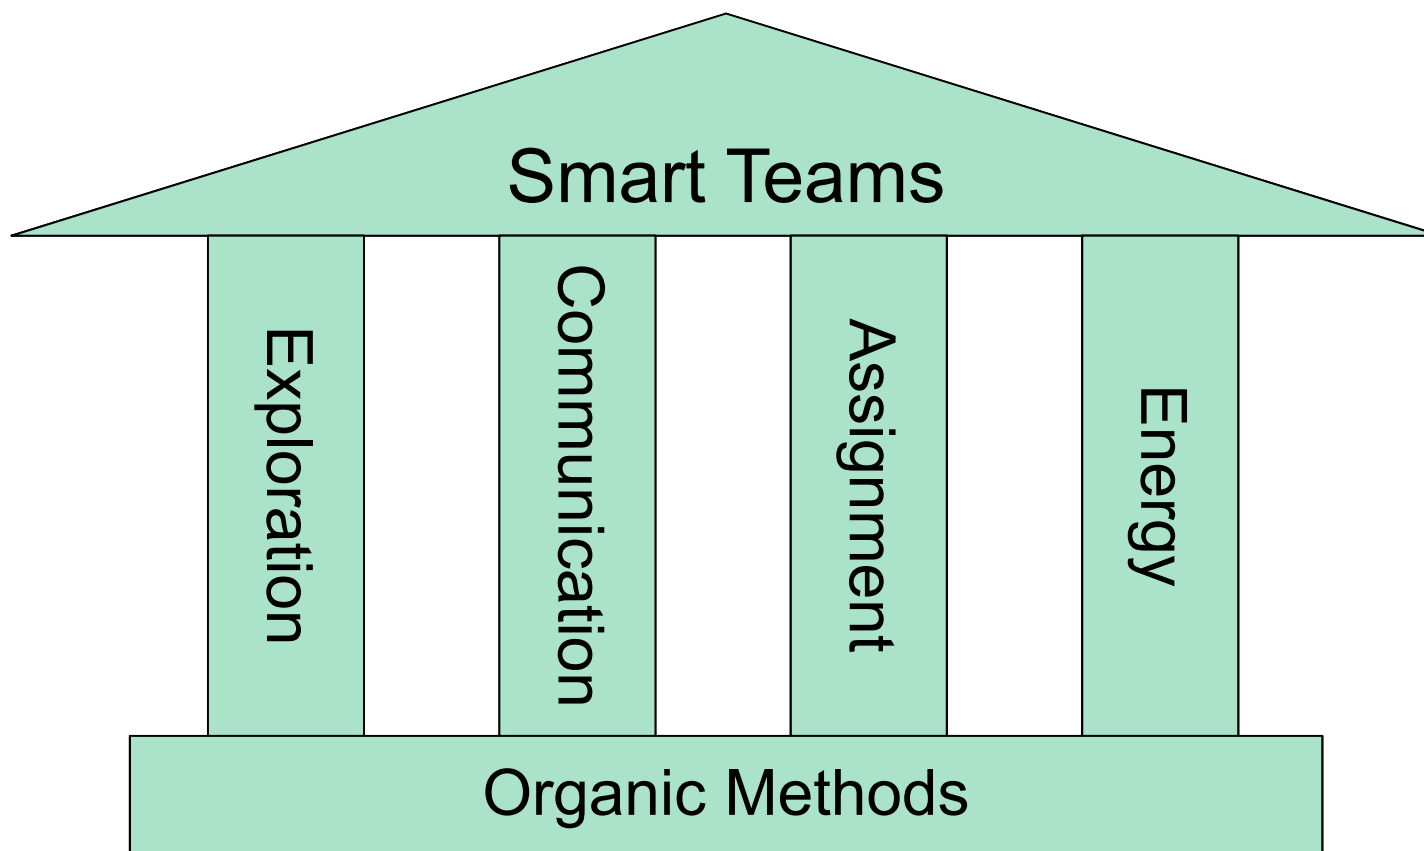 Smart Teams
Exploration
Communication
Assignment
Energy
Organic Methods